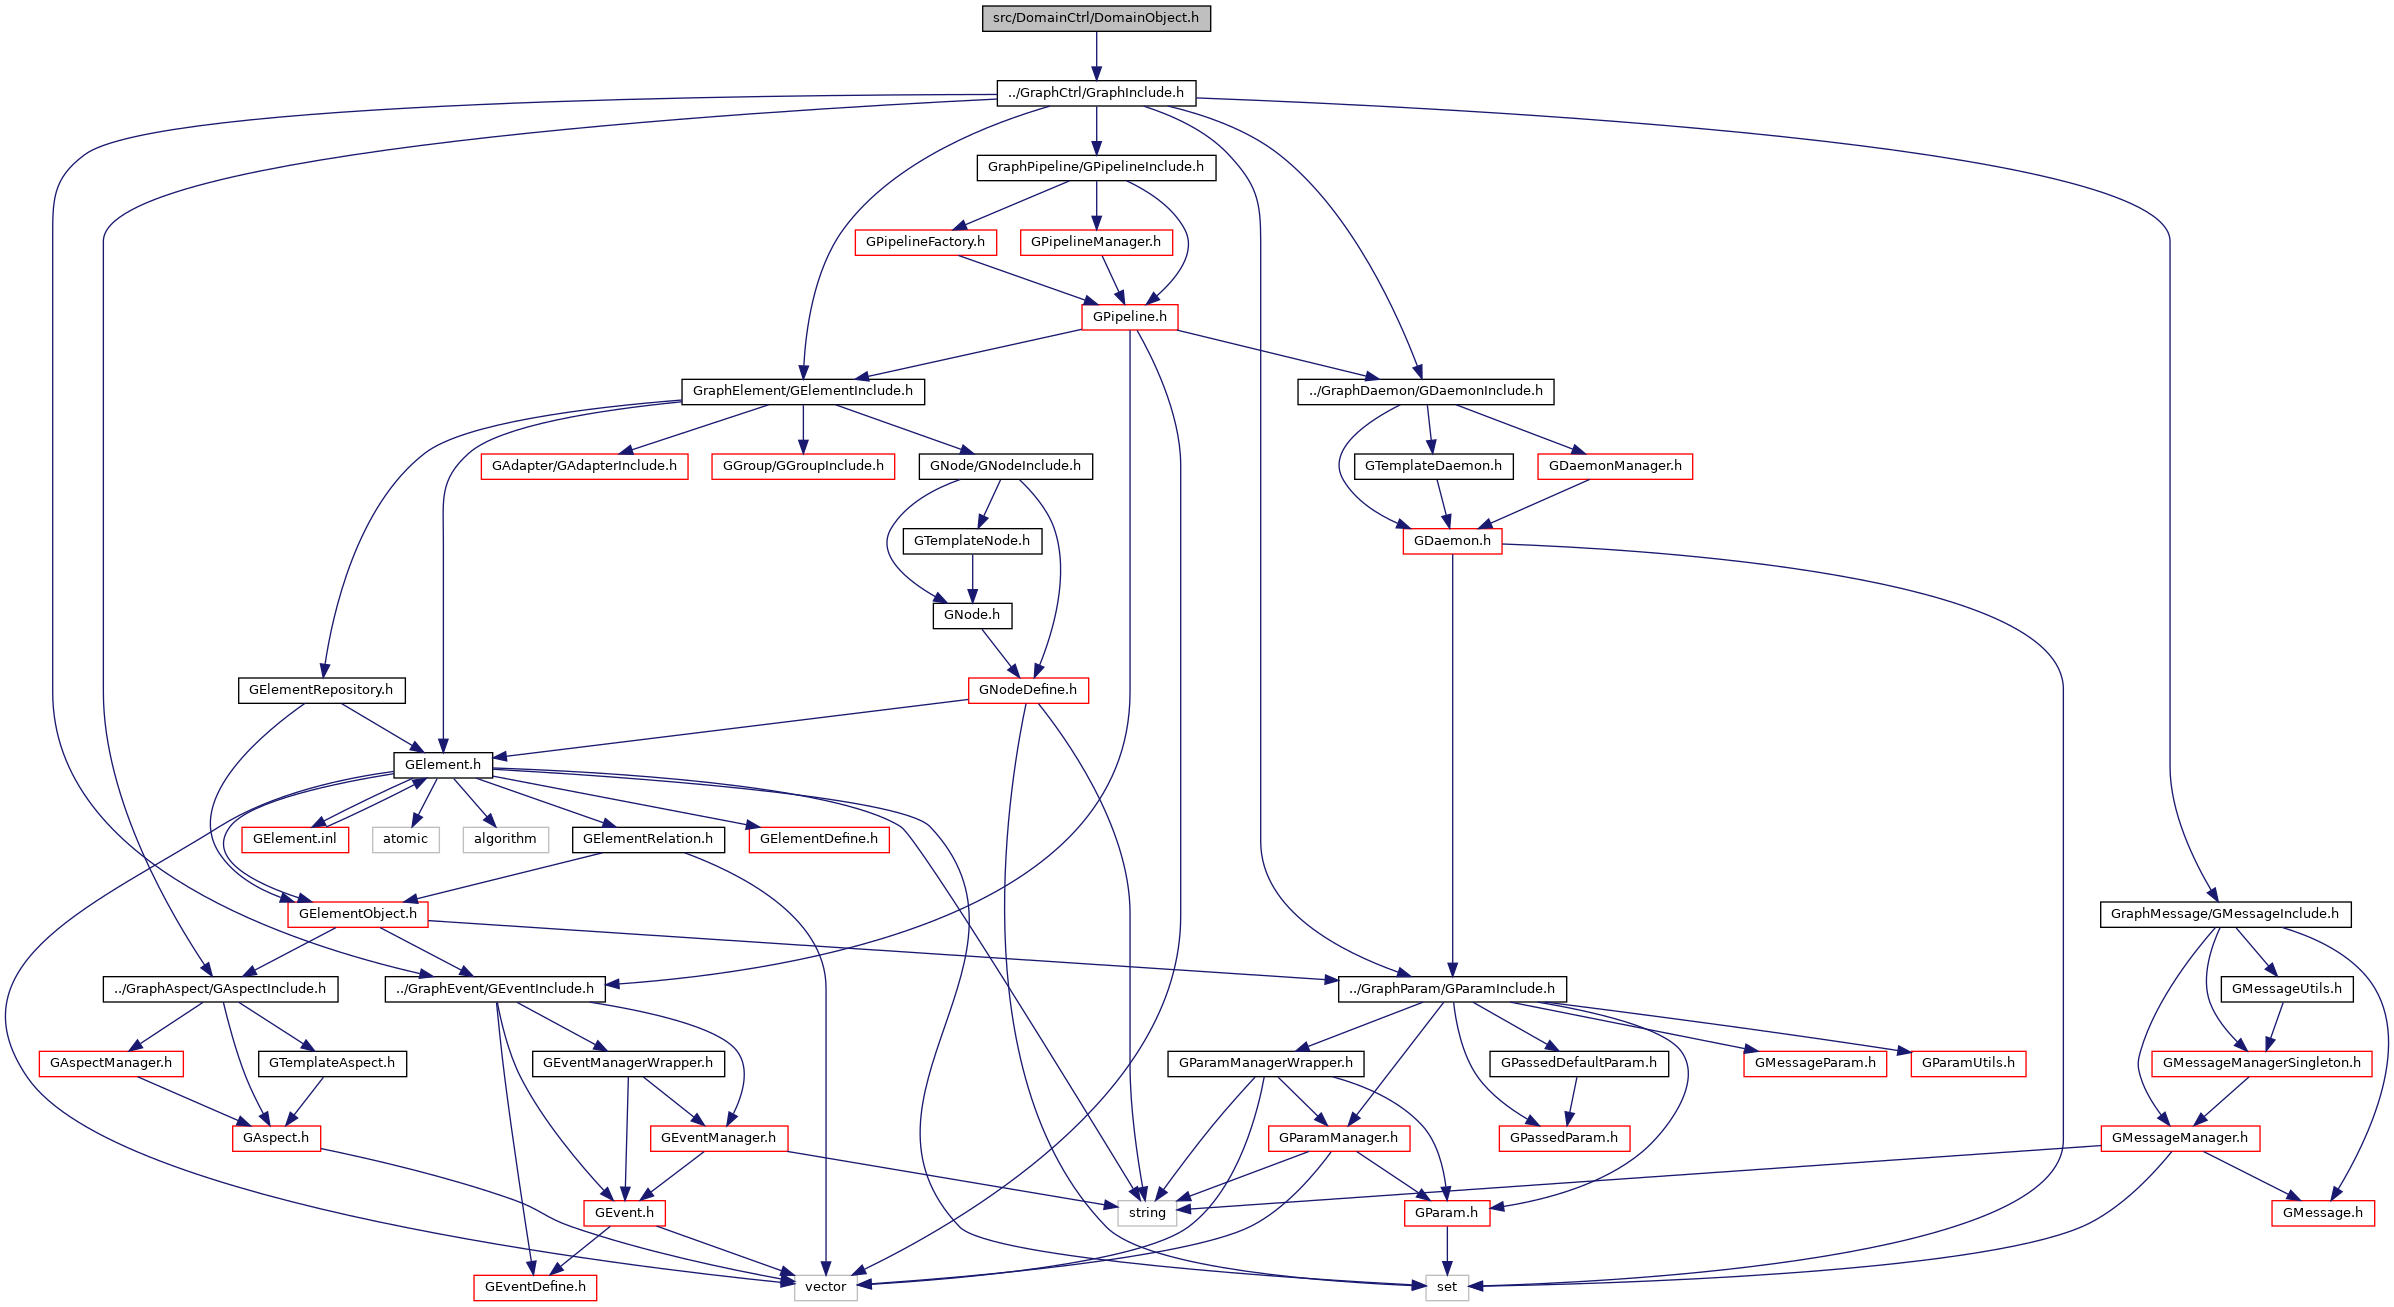 src/DomainCtrl/DomainObject.h
../GraphCtrl/GraphInclude.h
GraphPipeline/GPipelineInclude.h
GPipelineFactory.h
GPipelineManager.h
GPipeline.h
GraphElement/GElementInclude.h
../GraphDaemon/GDaemonInclude.h
GAdapter/GAdapterInclude.h
GGroup/GGroupInclude.h
GNode/GNodeInclude.h
GTemplateDaemon.h
GDaemonManager.h
GTemplateNode.h
GDaemon.h
GNode.h
GElementRepository.h
GNodeDefine.h
GElement.h
GElement.inl
atomic
algorithm
GElementRelation.h
GElementDefine.h
GElementObject.h
GraphMessage/GMessageInclude.h
../GraphAspect/GAspectInclude.h
../GraphEvent/GEventInclude.h
../GraphParam/GParamInclude.h
GMessageUtils.h
GAspectManager.h
GTemplateAspect.h
GEventManagerWrapper.h
GParamManagerWrapper.h
GPassedDefaultParam.h
GMessageParam.h
GParamUtils.h
GMessageManagerSingleton.h
GAspect.h
GEventManager.h
GParamManager.h
GPassedParam.h
GMessageManager.h
GEvent.h
string
GParam.h
GMessage.h
GEventDefine.h
vector
set